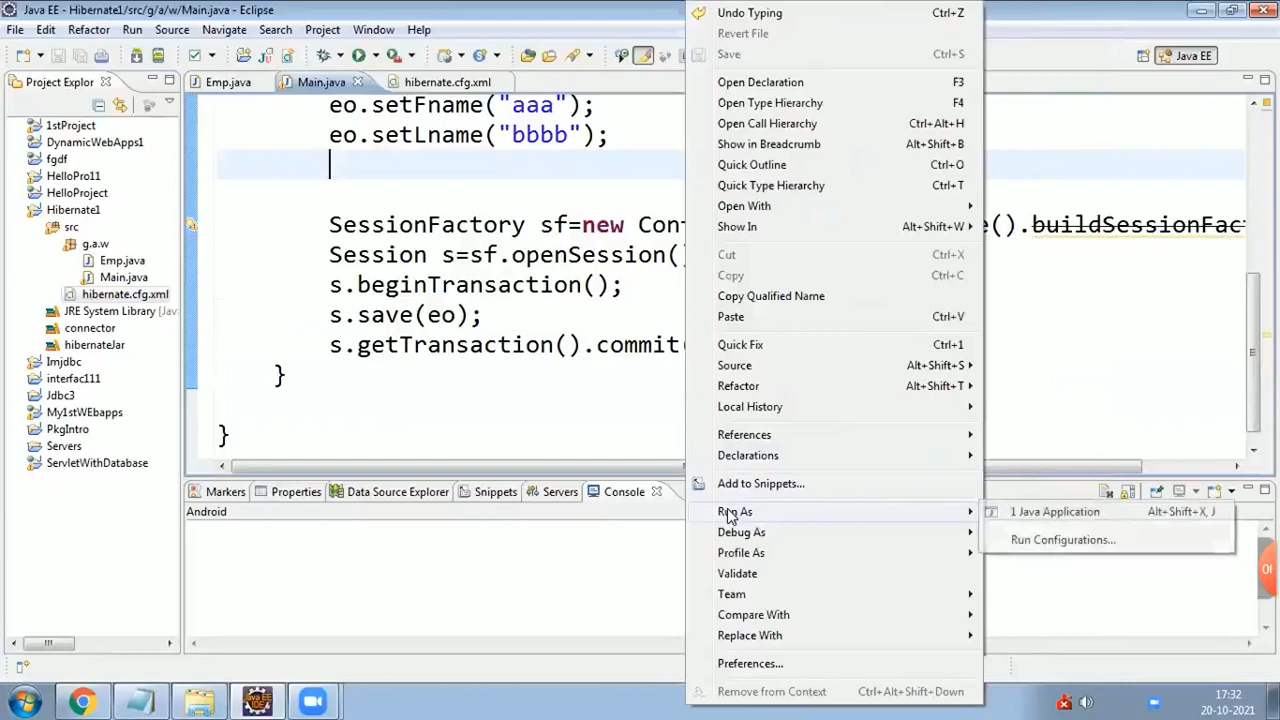 Java EE - Hibernate1/src/g/a/w/Main.java - Eclipse
File Edit Refactor Run Source Navigate Search Project Window Help
Java EE
Project Explor
Emp.java Main.java hibernate.cfg.xml
1stProject
DynamicWebApps1
fgdf
HelloPro11
HelloProject
Hibernate1
src
g.a.w
Emp.java
Main.java
hibernate.cfg.xml
JRE System Library [Jav
connector
hibernateJar
Imjdbc
interfac111
Jdbc3
My1stWEbapps
PkgIntro
Servers
ServletWithDatabase
eo.setFname("aaa");
eo.setLname("bbbb");
SessionFactory sf=new Conf e().buildSessionFact
Session s=sf.openSession()
s.beginTransaction();
s.save(eo);
s.getTransaction().commit(
}
}
Markers Properties Data Source Explorer Snippets Servers Console
Android
Undo Typing Ctrl+Z
Revert File
Save Ctrl+S
Open Declaration F3
Open Type Hierarchy F4
Open Call Hierarchy Ctrl+Alt+H
Show in Breadcrumb Alt+Shift+B
Quick Outline Ctrl+O
Quick Type Hierarchy Ctrl+T
Open With
Show In Alt+Shift+W
Cut Ctrl+X
Copy Ctrl+C
Copy Qualified Name
Paste Ctrl+V
Quick Fix Ctrl+1
Source Alt+Shift+S
Refactor Alt+Shift+T
Local History
References
Declarations
Add to Snippets...
Run As
Debug As
Profile As
Validate
Team
Compare With
Replace With
Preferences...
Remove from Context Ctrl+Alt+Shift+Down
1 Java Application Alt+Shift+X, J
Run Configurations...
17:32
20-10-2021